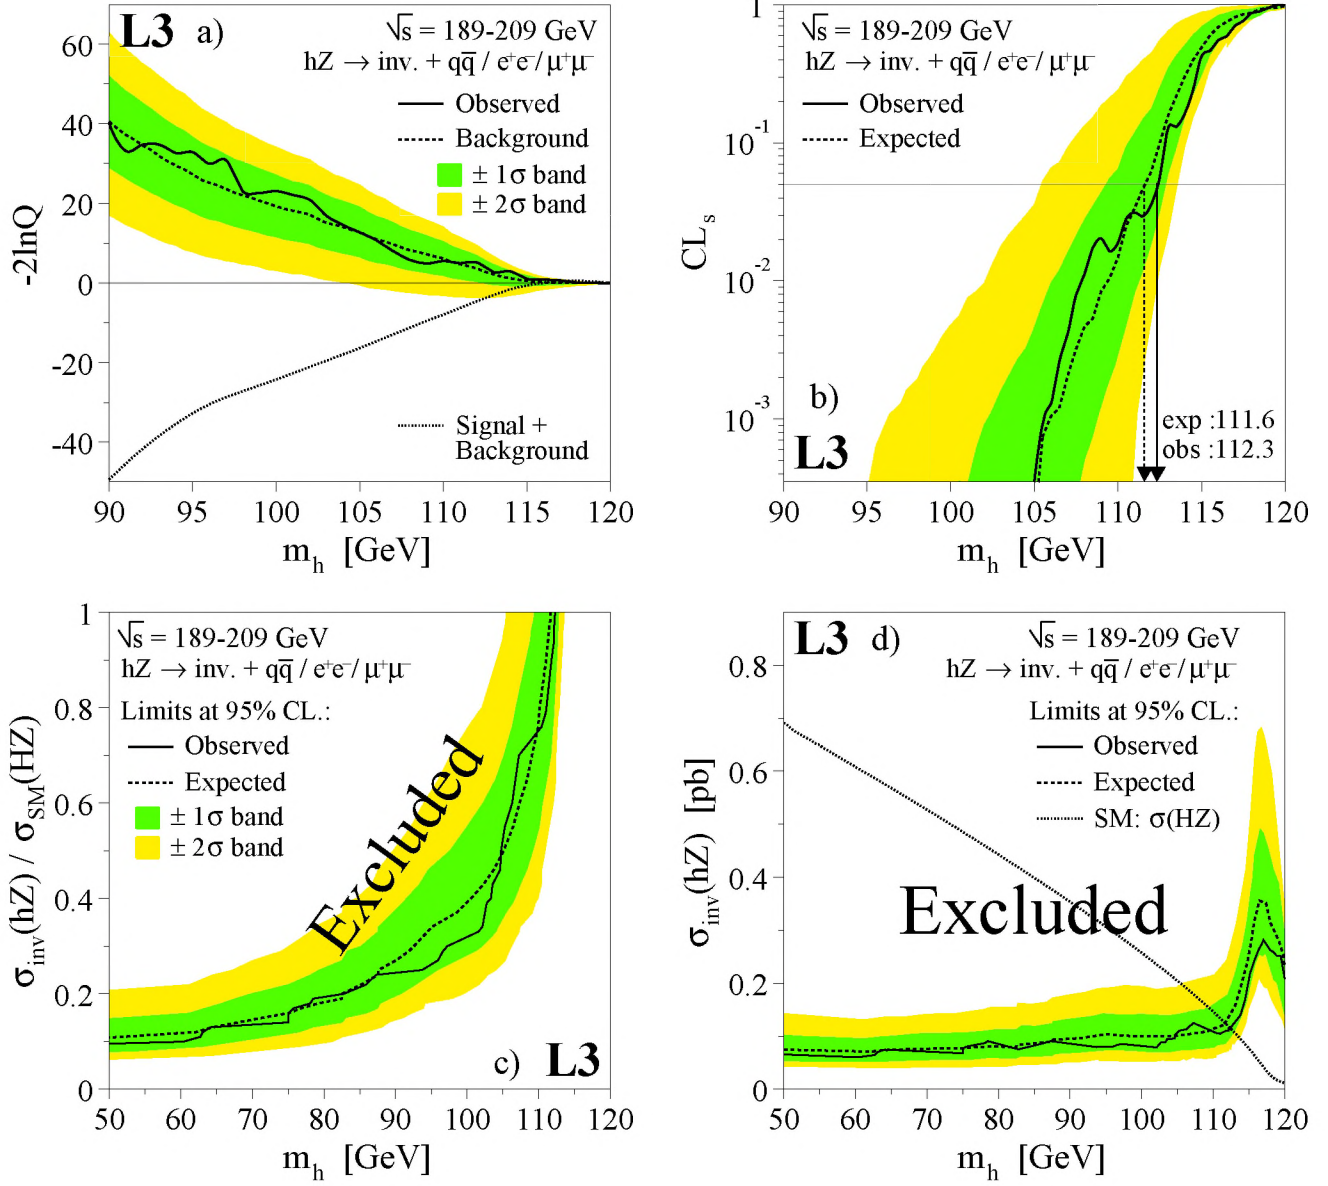 L3 a)
√s = 189-209 GeV
hZ → inv. + qq̅ / e⁺e⁻/ μ⁺μ⁻
Observed
Background
± 1σ band
± 2σ band
Signal +
Background
60
40
20
0
-20
-40
-2lnQ
90 95 100 105 110 115 120
m_h [GeV]
√s = 189-209 GeV
hZ → inv. + qq̅ / e⁺e⁻/ μ⁺μ⁻
Observed
Expected
1
10⁻¹
10⁻²
10⁻³
CL_s
b)
L3
exp :111.6
obs :112.3
90 95 100 105 110 115 120
m_h [GeV]
√s = 189-209 GeV
hZ → inv. + qq̅ / e⁺e⁻/ μ⁺μ⁻
Limits at 95% CL.:
Observed
Expected
± 1σ band
± 2σ band
Excluded
c) L3
1
0.8
0.6
0.4
0.2
0
σ_inv(hZ) / σ_SM(HZ)
50 60 70 80 90 100 110 120
m_h [GeV]
L3 d)
√s = 189-209 GeV
hZ → inv. + qq̅ / e⁺e⁻/ μ⁺μ⁻
Limits at 95% CL.:
Observed
Expected
SM: σ(HZ)
Excluded
0.8
0.6
0.4
0.2
0
σ_inv(hZ) [pb]
50 60 70 80 90 100 110 120
m_h [GeV]